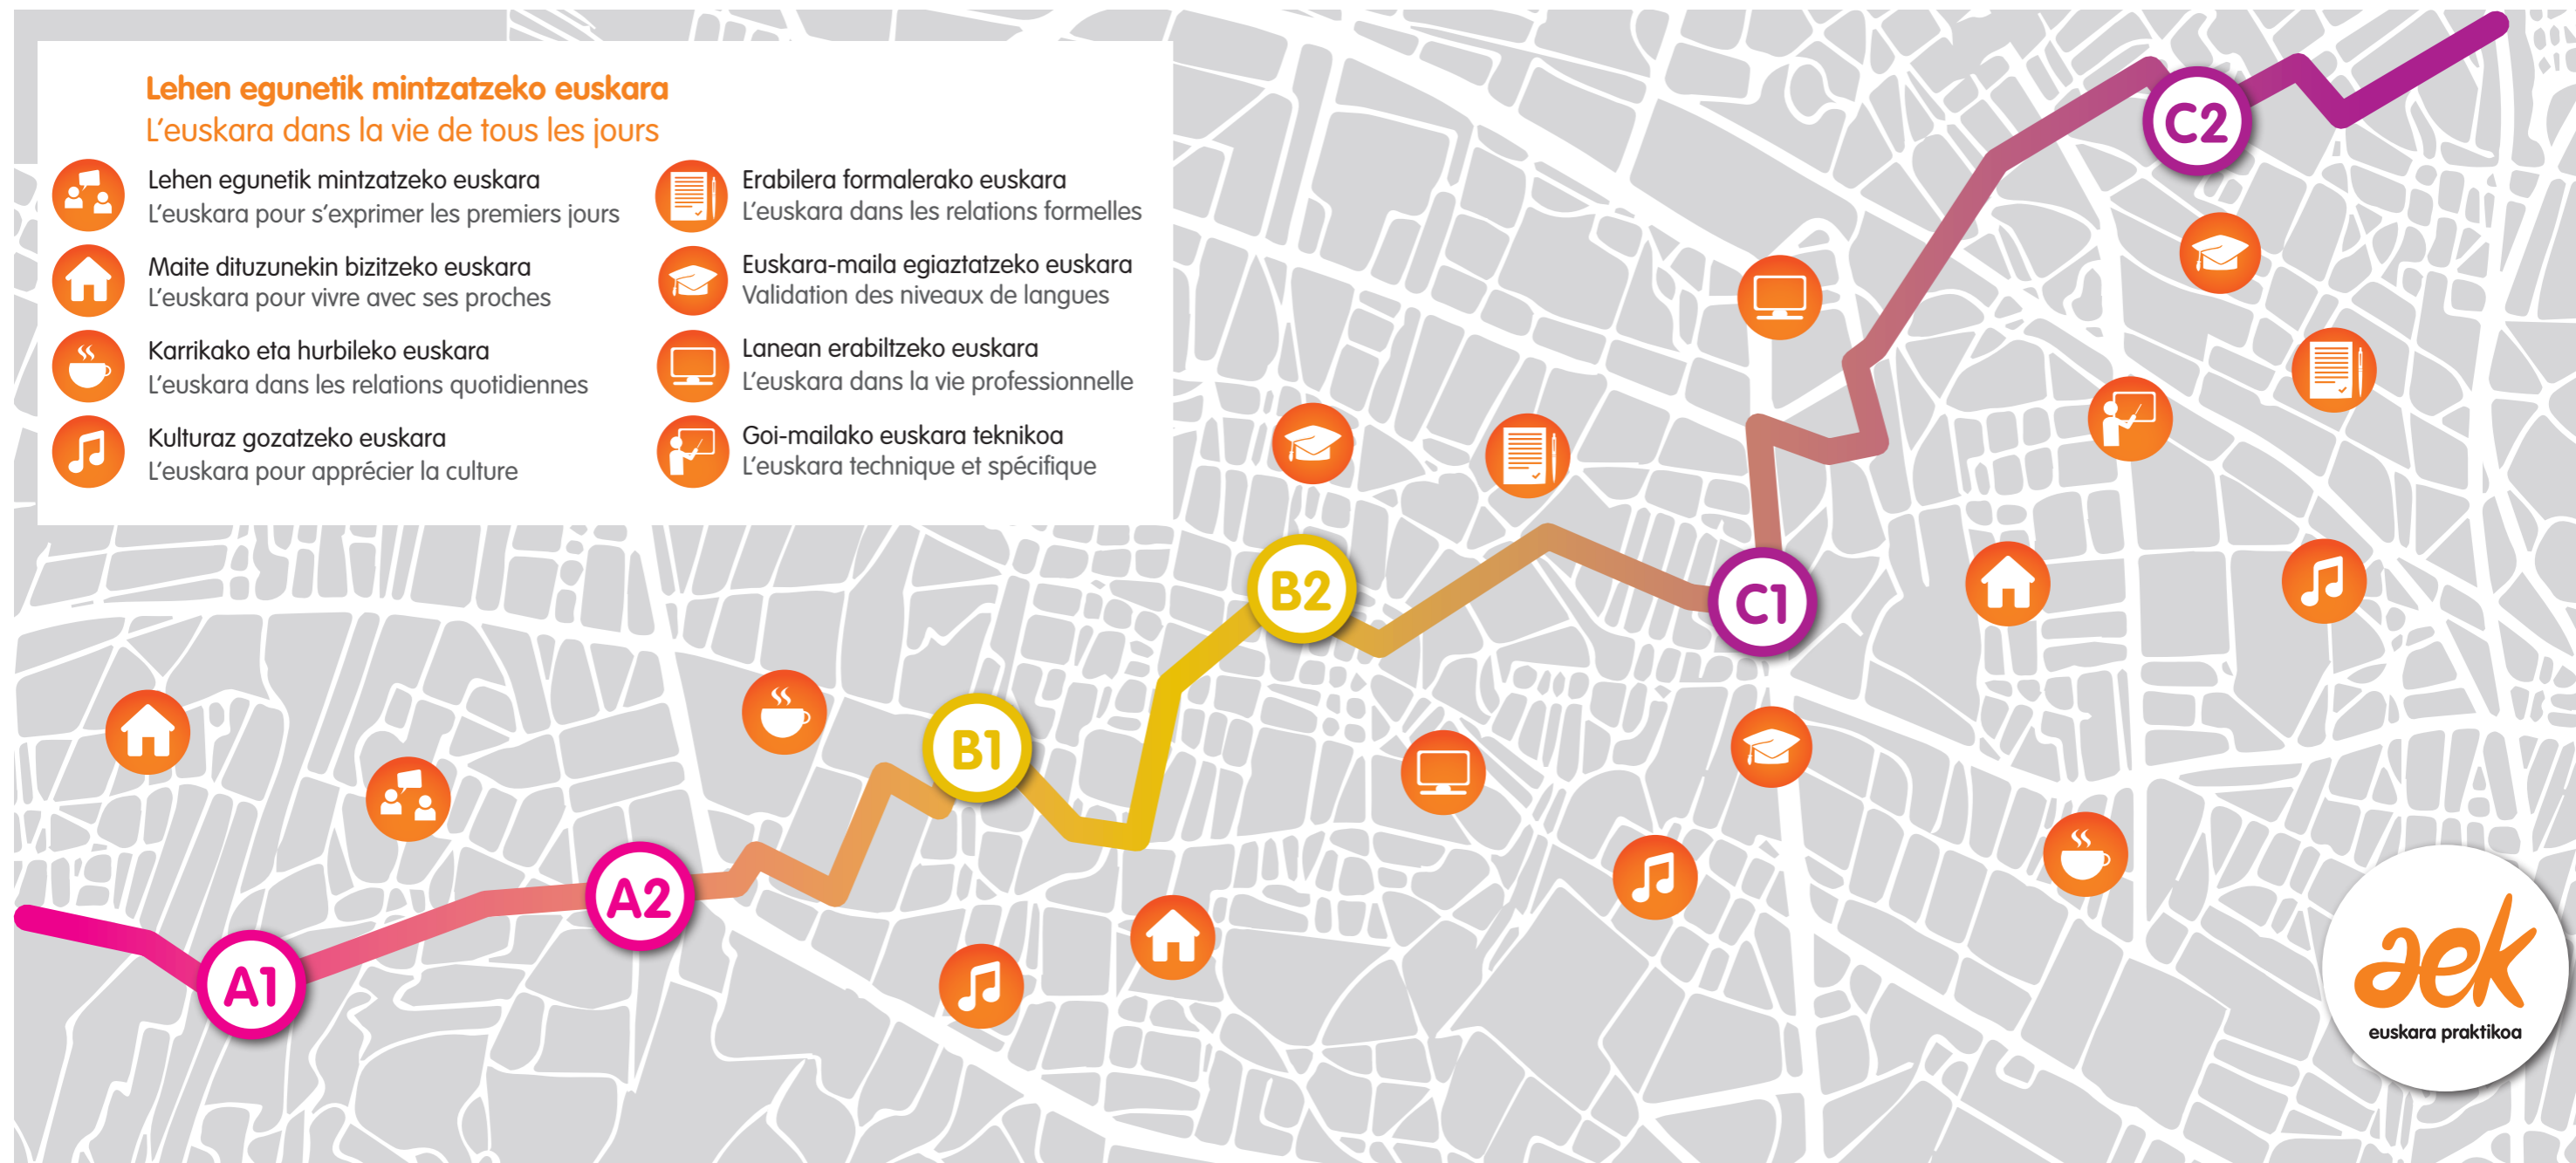 Lehen egunetik mintzatzeko euskara
L'euskara dans la vie de tous les jours
Lehen egunetik mintzatzeko euskara
L'euskara pour s'exprimer les premiers jours
Maite dituzunekin bizitzeko euskara
L'euskara pour vivre avec ses proches
Karrikako eta hurbileko euskara
L'euskara dans les relations quotidiennes
Kulturaz gozatzeko euskara
L'euskara pour apprécier la culture
Erabilera formalerako euskara
L'euskara dans les relations formelles
Euskara-maila egiaztatzeko euskara
Validation des niveaux de langues
Lanean erabiltzeko euskara
L'euskara dans la vie professionnelle
Goi-mailako euskara teknikoa
L'euskara technique et spécifique
A1
A2
B1
B2
C1
C2
aek
euskara praktikoa